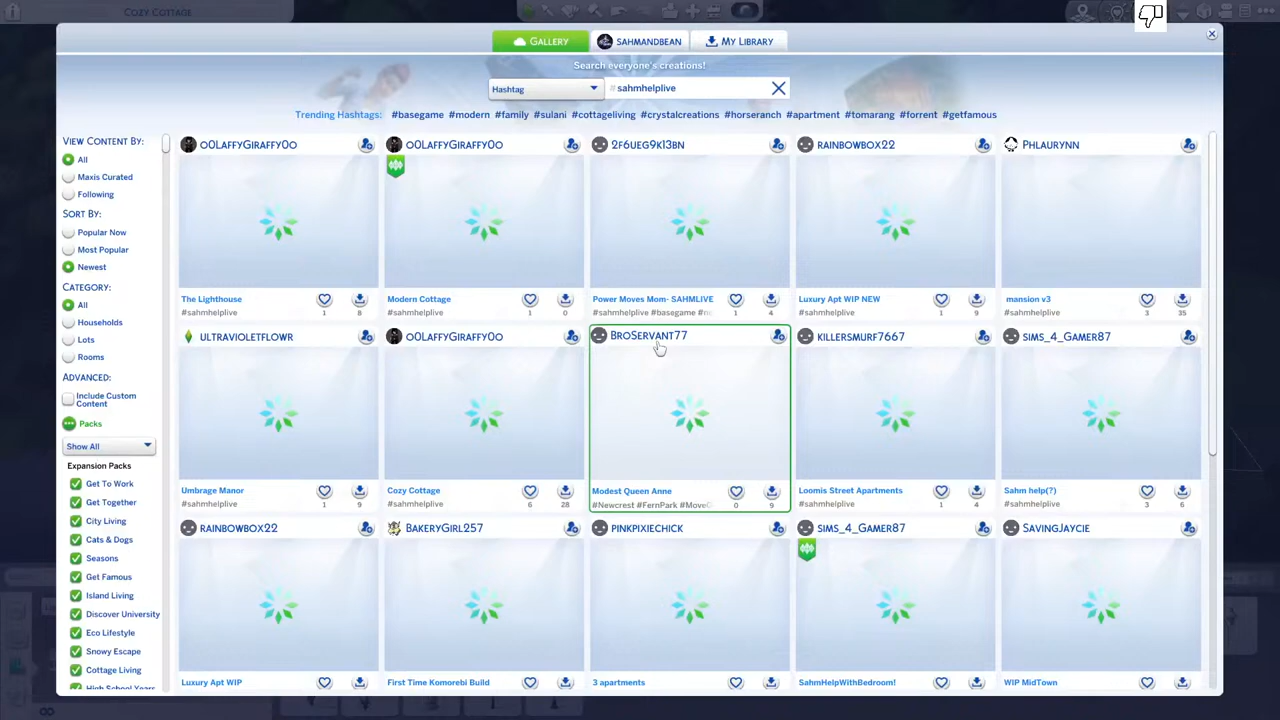 Cozy Cottage
Gallery
sahmandbean
My Library
Search everyone's creations!
Hashtag
# sahmhelplive
Trending Hashtags: #basegame #modern #family #sulani #cottageliving #crystalcreations #horseranch #apartment #tomarang #forrent #getfamous
View Content By:
All
Maxis Curated
Following
Sort By:
Popular Now
Most Popular
Newest
Category:
All
Households
Lots
Rooms
Advanced:
Include Custom
Content
Packs
Show All
Expansion Packs
Get To Work
Get Together
City Living
Cats & Dogs
Seasons
Get Famous
Island Living
Discover University
Eco Lifestyle
Snowy Escape
Cottage Living
High School Years
o0LaffyGiraffy0o
The Lighthouse
1 8
#sahmhelplive
o0LaffyGiraffy0o
Modern Cottage
1 0
#sahmhelplive
2f6ueg9k13bn
Power Moves Mom- SAHMLIVE
1 4
#sahmhelplive #basegame #n
Rainbowbox22
Luxury Apt WIP NEW
1 9
#sahmhelplive
Phlaurynn
mansion v3
3 35
#sahmhelplive
ultravioletflowr
Umbrage Manor
1 9
#sahmhelplive
o0LaffyGiraffy0o
Cozy Cottage
6 28
#sahmhelplive
BroServant77
Modest Queen Anne
0 9
#Newcrest #FernPark #MoveC
killersmurf7667
Loomis Street Apartments
1 4
#sahmhelplive
Sims_4_Gamer87
Sahm help(?)
3 6
#sahmhelplive
Rainbowbox22
Luxury Apt WIP
BakeryGirl257
First Time Komorebi Build
pinkpixiechick
3 apartments
Sims_4_Gamer87
SahmHelpWithBedroom!
SavingJaycie
WIP MidTown